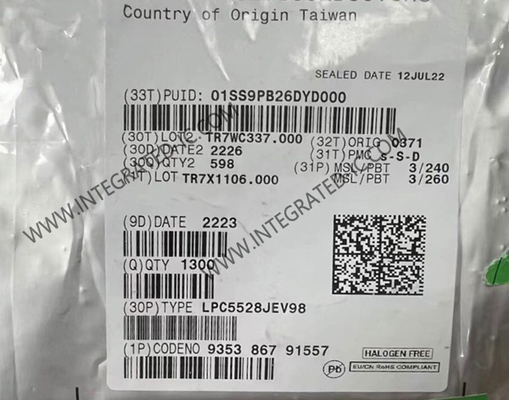 Country of Origin Taiwan
SEALED DATE 12JUL22
(33T)PUID: 01SS9PB26DYD000
(30T)LOT2 TR7WC337.000
(32T)ORIG 0371
(30D)DATE2 2226
(31T)PMC S-S-D
(30Q)QTY2 598
(31P)MSL/PBT 3/240
(1T)LOT TR7X1106.000
MSL/PBT 3/260
(9D)DATE 2223
(Q)QTY 1300
(30P)TYPE LPC5528JEV98
(1P)CODENO 9353 867 91557
HALOGEN FREE
Pb
EU/CN RoHS COMPLIANT